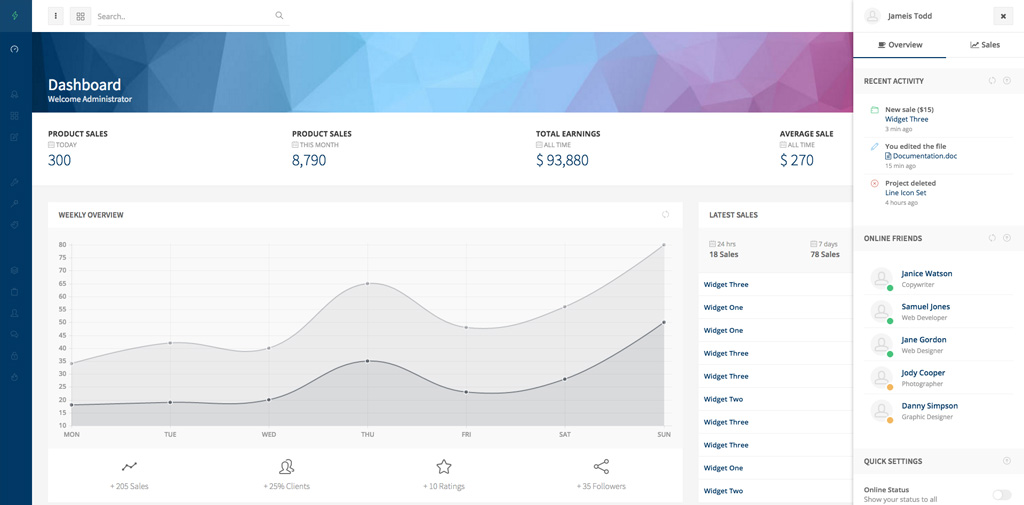 Search..
Jameis Todd
Overview
Sales
Dashboard
Welcome Administrator
PRODUCT SALES
TODAY
300
PRODUCT SALES
THIS MONTH
8,790
TOTAL EARNINGS
ALL TIME
$ 93,880
AVERAGE SALE
ALL TIME
$ 270
WEEKLY OVERVIEW
80
75
70
65
60
55
50
45
40
35
30
25
20
15
10
MON TUE WED THU FRI SAT SUN
+ 205 Sales
+ 25% Clients
+ 10 Ratings
+ 35 Followers
LATEST SALES
24 hrs
18 Sales
7 days
78 Sales
Widget Three
Widget One
Widget One
Widget Three
Widget Three
Widget Two
Widget Three
Widget Three
Widget One
Widget Two
RECENT ACTIVITY
New sale ($15)
Widget Three
3 min ago
You edited the file
Documentation.doc
15 min ago
Project deleted
Line Icon Set
4 hours ago
ONLINE FRIENDS
Janice Watson
Copywriter
Samuel Jones
Web Developer
Jane Gordon
Web Designer
Jody Cooper
Photographer
Danny Simpson
Graphic Designer
QUICK SETTINGS
Online Status
Show your status to all